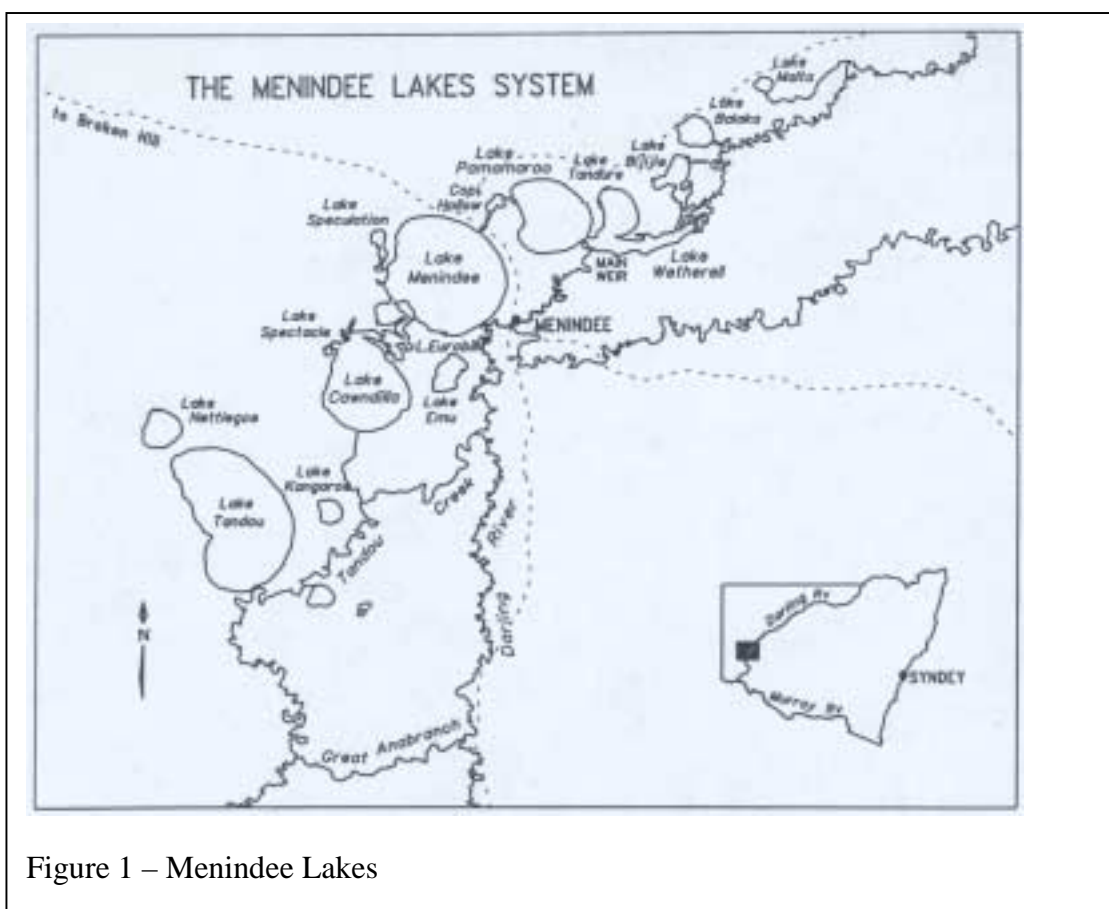 THE MENINDEE LAKES SYSTEM
to Broken Hill
Lake
Malta
Lake
Balaka
Lake
Bijijie
Lake
Tandure
Lake
Pamamaroo
Copi
Hollow
Lake
Speculation
Lake
Menindee
MAIN
WEIR
Lake
Wetherell
MENINDEE
Lake
Spectacle
L.Eurobilli
Lake
Cawndilla
Lake
Emu
Lake
Nettlegoe
Lake
Kangaroo
Lake
Tandou
Creek
Tandou
River
Darling
N
Great Anabranch
Darling Rv
Murray Rv
SYNDEY
Figure 1 – Menindee Lakes